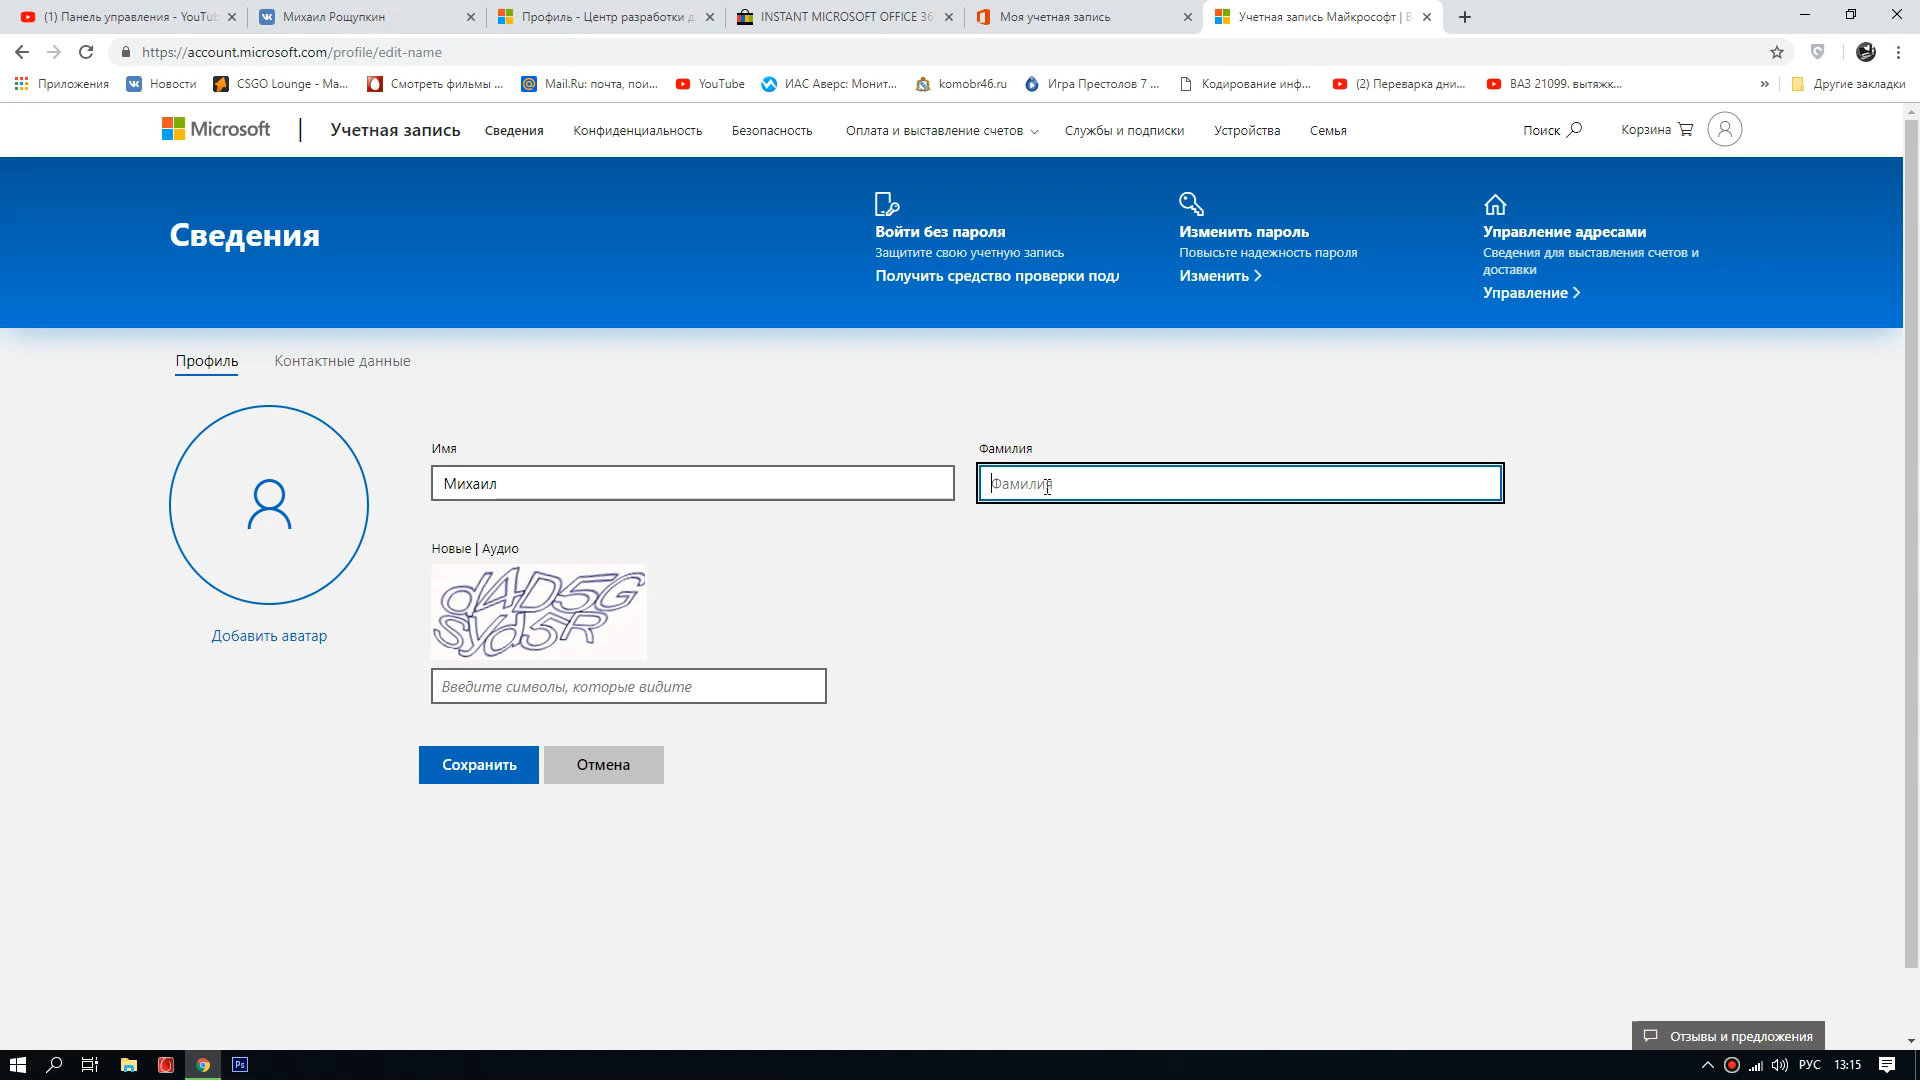 (1) Панель управления - YouTu
Михаил Рощупкин
Профиль - Центр разработки д
INSTANT MICROSOFT OFFICE 36
Моя учетная запись
Учетная запись Майкрософт | В
https://account.microsoft.com/profile/edit-name
Приложения
Новости
CSGO Lounge - Ma...
Смотреть фильмы ...
Mail.Ru: почта, пои...
YouTube
ИАС Аверс: Монит...
komobr46.ru
Игра Престолов 7 ...
Кодирование инф...
(2) Переварка дни...
ВАЗ 21099. вытяжк...
»
Другие закладки
Microsoft
Учетная запись
Сведения
Конфиденциальность
Безопасность
Оплата и выставление счетов
Службы и подписки
Устройства
Семья
Поиск
Корзина
Сведения
Войти без пароля
Защитите свою учетную запись
Получить средство проверки под
Изменить пароль
Повысьте надежность пароля
Изменить
Управление адресами
Сведения для выставления счетов и
доставки
Управление
Профиль
Контактные данные
Добавить аватар
Имя
Михаил
Фамилия
Фамилия
Новые | Аудио
Введите символы, которые видите
Сохранить
Отмена
Отзывы и предложения
Ps
РУС
13:15